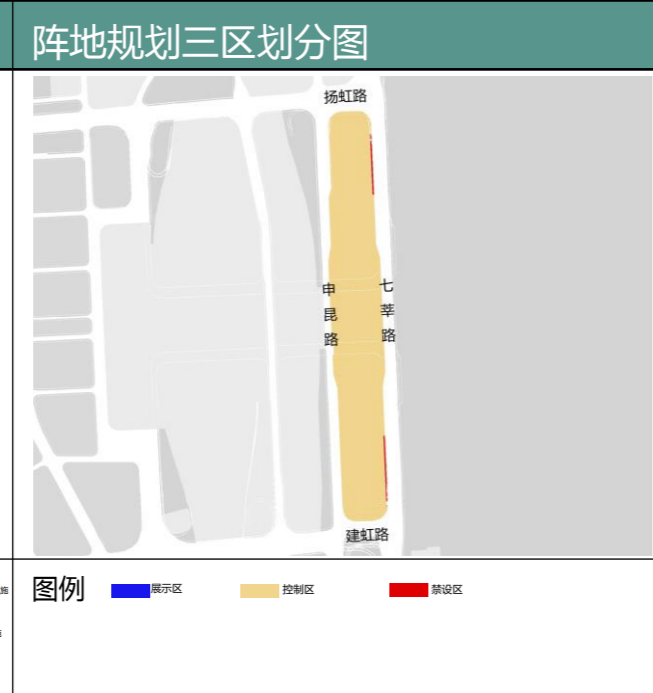 阵地规划三区划分图
扬虹路
申昆路
七莘路
建虹路
施
图例
展示区
控制区
禁设区